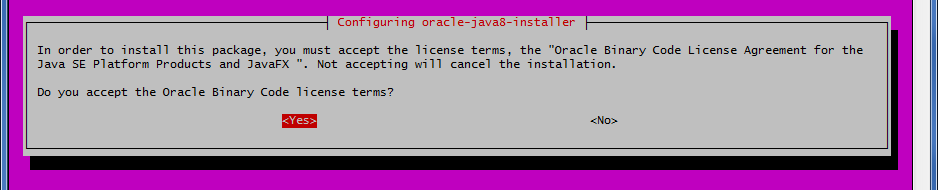 Configuring oracle-java8-installer
In order to install this package, you must accept the license terms, the "Oracle Binary Code License Agreement for the
Java SE Platform Products and JavaFX ". Not accepting will cancel the installation.
Do you accept the Oracle Binary Code license terms?
<Yes> <No>